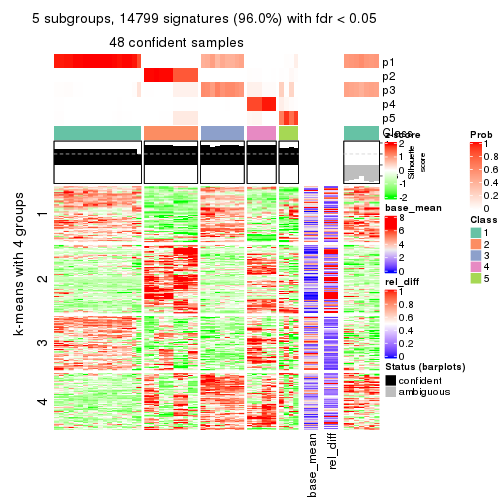 5 subgroups, 14799 signatures (96.0%) with fdr < 0.05
48 confident samples
p1
p2
p3
p4
p5
Class
Silhouette
score
k-means with 4 groups
1
2
3
4
base_mean
rel_diff
z-score
2
1
0
-1
-2
base_mean
8
6
4
2
0
rel_diff
1
0.8
0.6
0.4
0.2
0
Status (barplots)
confident
ambiguous
Prob
1
0.8
0.6
0.4
0.2
0
Class
1
2
3
4
5